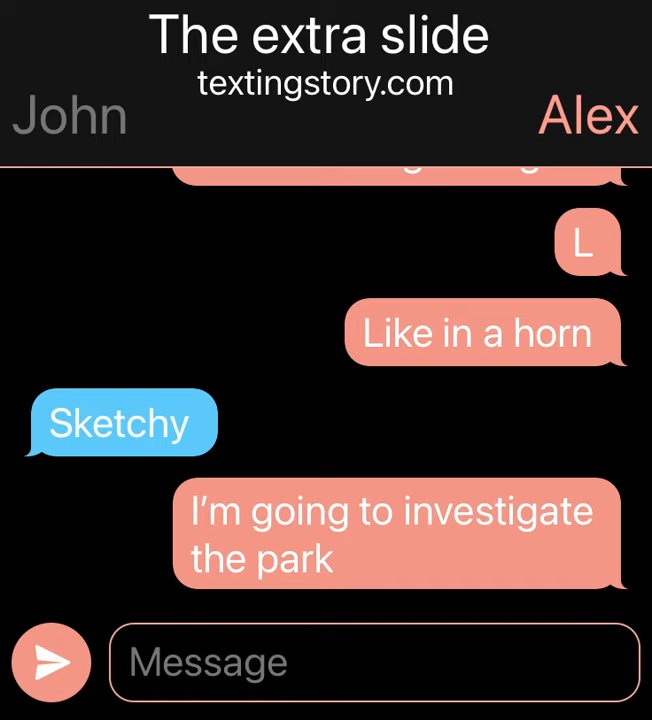 The extra slide
textingstory.com
John
Alex
L
Like in a horn
Sketchy
I’m going to investigate
the park
Message